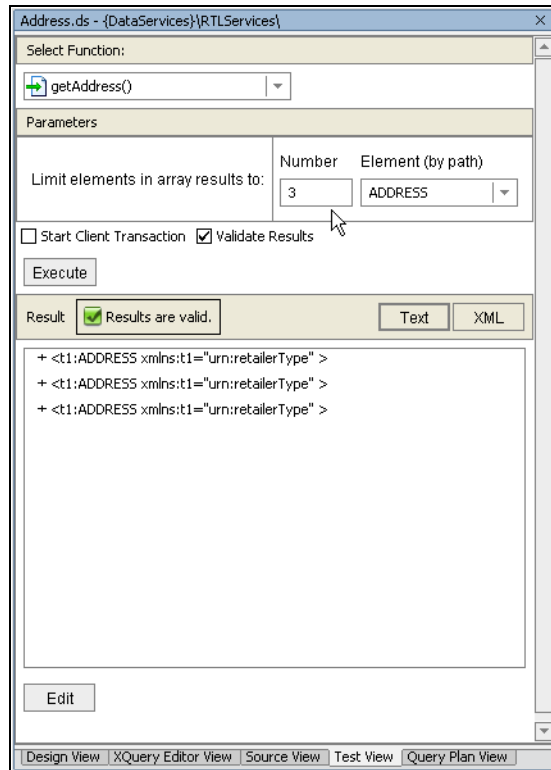 Address.ds - {DataServices}\RTLServices\
Select Function:
getAddress()
Parameters
Limit elements in array results to:
Number Element (by path)
3 ADDRESS
Start Client Transaction Validate Results
Execute
Result Results are valid. Text XML
+ <t1:ADDRESS xmlns:t1="urn:retailerType" >
+ <t1:ADDRESS xmlns:t1="urn:retailerType" >
+ <t1:ADDRESS xmlns:t1="urn:retailerType" >
Edit
Design View XQuery Editor View Source View Test View Query Plan View